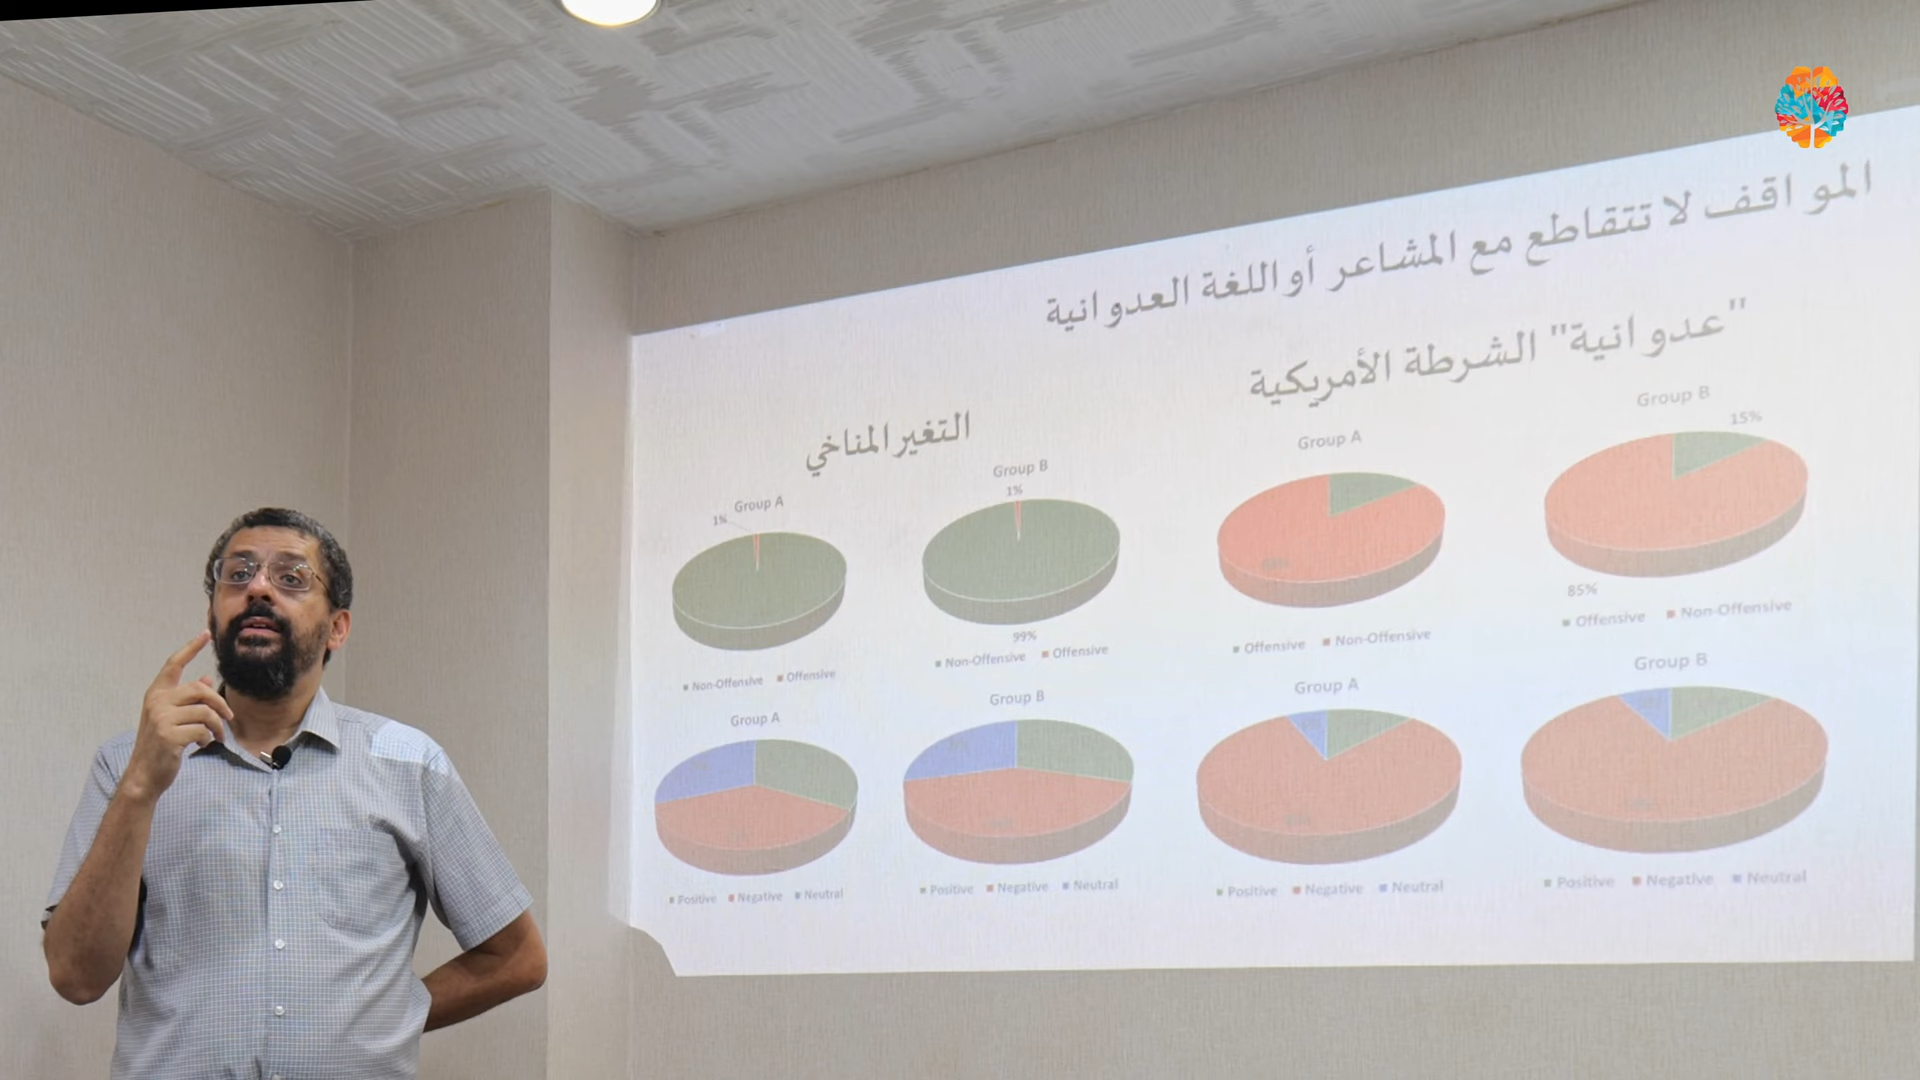 المواقف لا تتقاطع مع المشاعر أو اللغة العدوانية
"عدوانية" الشرطة الأمريكية
التغير المناخي
Group A
1%
Non-Offensive Offensive
Group B
1%
99%
Non-Offensive Offensive
Group A
Offensive Non-Offensive
Group B
15%
85%
Offensive Non-Offensive
Group A
Positive Negative Neutral
Group B
Positive Negative Neutral
Group A
Positive Negative Neutral
Group B
Positive Negative Neutral